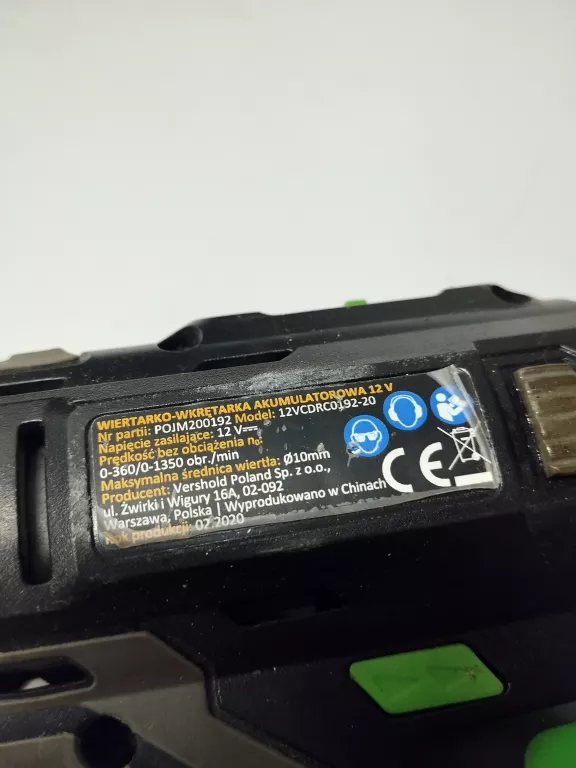 WIERTARKO-WKRĘTARKA AKUMULATOROWA 12 V
Nr partii: POJM200192 Model: 12VCDRC0192-20
Napięcie zasilające: 12 V
Prędkość bez obciążenia n₀:
0-360/0-1350 obr./min
Maksymalna średnica wiertła: Ø10mm
Producent: Vershold Poland Sp. z o.o.,
ul. Żwirki i Wigury 16A, 02-092
Warszawa, Polska | Wyprodukowano w Chinach
Rok produkcji: 02.2020
CE